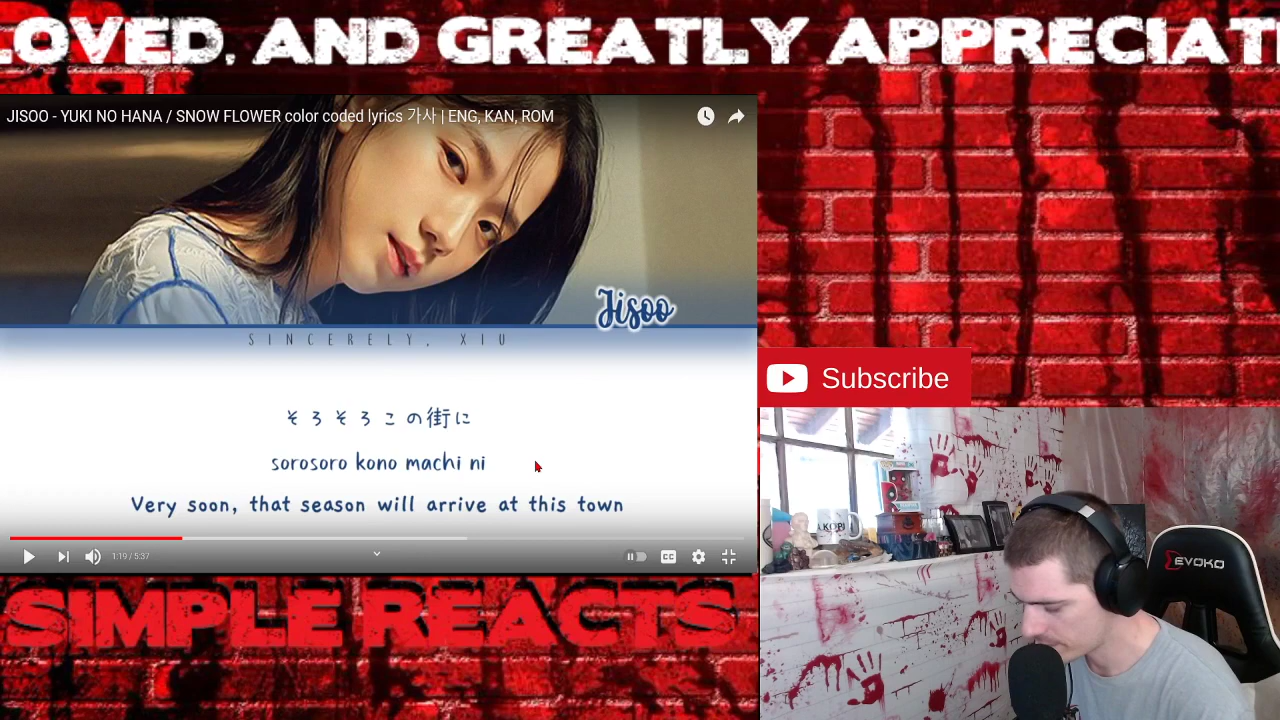 LOVED, AND GREATLY APPRECIAT
JISOO - YUKI NO HANA / SNOW FLOWER color coded lyrics 가사 | ENG, KAN, ROM
Jisoo
SINCERELY, XIU
そろそろこの街に
sorosoro kono machi ni
Very soon, that season will arrive at this town
1:19 / 5:37
CC
Subscribe
SIMPLE REACTS
EVOKO